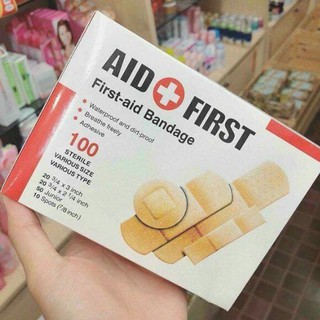 AID FIRST
First-aid Bandage
• Waterproof and dirt-proof
• Breathe freely
• Adhesive
100
STERILE
VARIOUS SIZE
VARIOUS TYPE
20 3/4 x 3 inch
20 3/4 x 2 1/4 inch
50 Junior
10 Spots (7/8 inch)